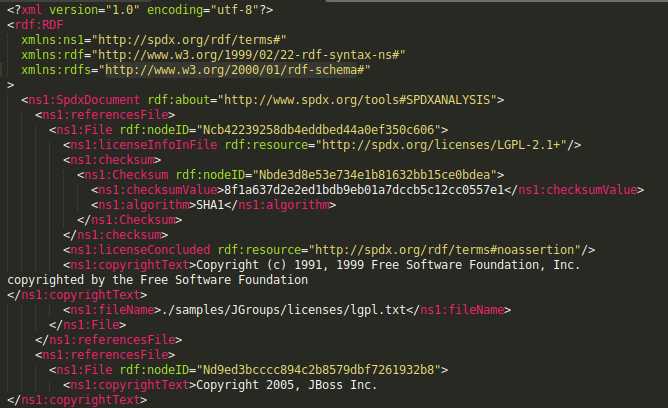 <?xml version="1.0" encoding="utf-8"?>
<rdf:RDF
xmlns:ns1="http://spdx.org/rdf/terms#"
xmlns:rdf="http://www.w3.org/1999/02/22-rdf-syntax-ns#"
xmlns:rdfs="http://www.w3.org/2000/01/rdf-schema#"
>
<ns1:SpdxDocument rdf:about="http://www.spdx.org/tools#SPDXANALYSIS">
<ns1:referencesFile>
<ns1:File rdf:nodeID="Ncb42239258db4eddbed44a0ef350c606">
<ns1:licenseInfoInFile rdf:resource="http://spdx.org/licenses/LGPL-2.1+"/>
<ns1:checksum>
<ns1:Checksum rdf:nodeID="Nbde3d8e53e734e1b81632bb15ce0bdea">
<ns1:checksumValue>8f1a637d2e2ed1bdb9eb01a7dccb5c12cc0557e1</ns1:checksumValue>
<ns1:algorithm>SHA1</ns1:algorithm>
</ns1:Checksum>
</ns1:checksum>
<ns1:licenseConcluded rdf:resource="http://spdx.org/rdf/terms#noassertion"/>
<ns1:copyrightText>Copyright (c) 1991, 1999 Free Software Foundation, Inc.
copyrighted by the Free Software Foundation
</ns1:copyrightText>
<ns1:fileName>./samples/JGroups/licenses/lgpl.txt</ns1:fileName>
</ns1:File>
</ns1:referencesFile>
<ns1:referencesFile>
<ns1:File rdf:nodeID="Nd9ed3bcccc894c2b8579dbf7261932b8">
<ns1:copyrightText>Copyright 2005, JBoss Inc.
</ns1:copyrightText>